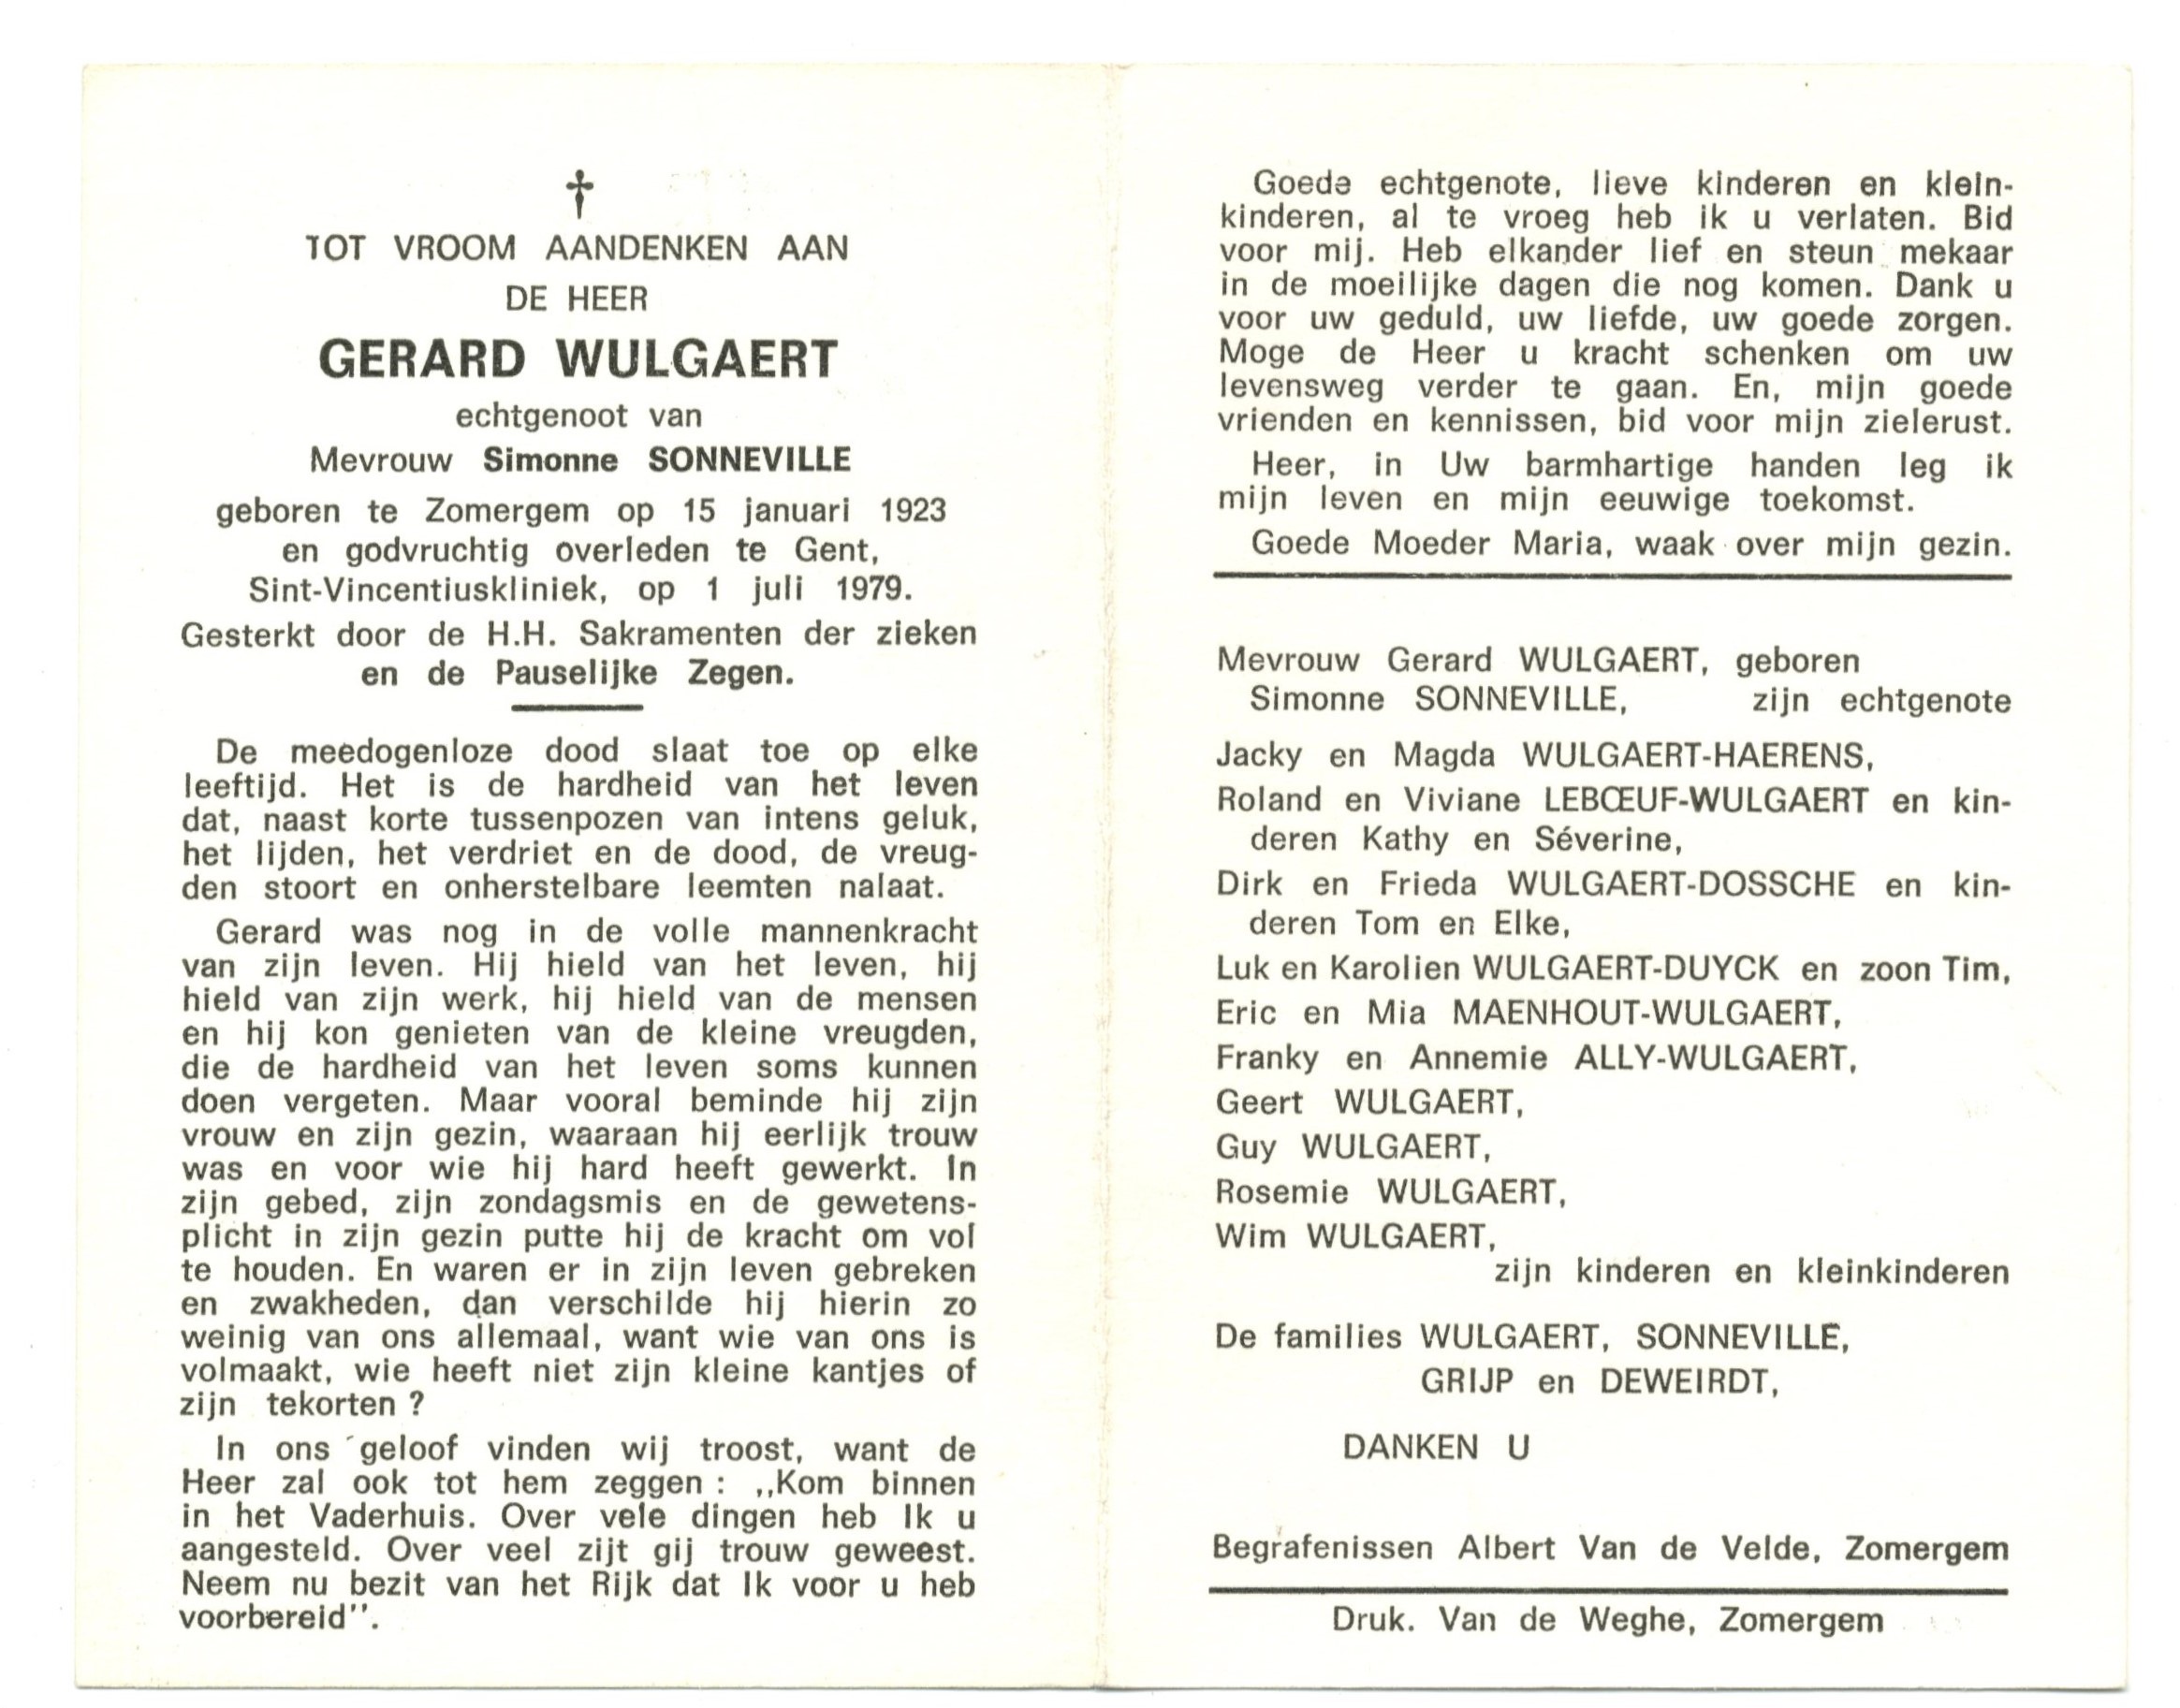 †
TOT VROOM AANDENKEN AAN
DE HEER
GERARD WULGAERT
echtgenoot van
Mevrouw Simonne SONNEVILLE
geboren te Zomergem op 15 januari 1923
en godvruchtig overleden te Gent,
Sint-Vincentiuskliniek, op 1 juli 1979.
Gesterkt door de H.H. Sakramenten der zieken
en de Pauselijke Zegen.
De meedogenloze dood slaat toe op elke
leeftijd. Het is de hardheid van het leven
dat, naast korte tussenpozen van intens geluk,
het lijden, het verdriet en de dood, de vreug-
den stoort en onherstelbare leemten nalaat.
Gerard was nog in de volle mannenkracht
van zijn leven. Hij hield van het leven, hij
hield van zijn werk, hij hield van de mensen
en hij kon genieten van de kleine vreugden,
die de hardheid van het leven soms kunnen
doen vergeten. Maar vooral beminde hij zijn
vrouw en zijn gezin, waaraan hij eerlijk trouw
was en voor wie hij hard heeft gewerkt. In
zijn gebed, zijn zondagsmis en de gewetens-
plicht in zijn gezin putte hij de kracht om vol
te houden. En waren er in zijn leven gebreken
en zwakheden, dan verschilde hij hierin zo
weinig van ons allemaal, want wie van ons is
volmaakt, wie heeft niet zijn kleine kantjes of
zijn tekorten ?
In ons geloof vinden wij troost, want de
Heer zal ook tot hem zeggen : „Kom binnen
in het Vaderhuis. Over vele dingen heb Ik u
aangesteld. Over veel zijt gij trouw geweest.
Neem nu bezit van het Rijk dat Ik voor u heb
voorbereid".
Goede echtgenote, lieve kinderen en klein-
kinderen, al te vroeg heb ik u verlaten. Bid
voor mij. Heb elkander lief en steun mekaar
in de moeilijke dagen die nog komen. Dank u
voor uw geduld, uw liefde, uw goede zorgen.
Moge de Heer u kracht schenken om uw
levensweg verder te gaan. En, mijn goede
vrienden en kennissen, bid voor mijn zielerust.
Heer, in Uw barmhartige handen leg ik
mijn leven en mijn eeuwige toekomst.
Goede Moeder Maria, waak over mijn gezin.
Mevrouw Gerard WULGAERT, geboren
Simonne SONNEVILLE, zijn echtgenote
Jacky en Magda WULGAERT-HAERENS,
Roland en Viviane LEBŒUF-WULGAERT en kin-
deren Kathy en Séverine,
Dirk en Frieda WULGAERT-DOSSCHE en kin-
deren Tom en Elke,
Luk en Karolien WULGAERT-DUYCK en zoon Tim,
Eric en Mia MAENHOUT-WULGAERT,
Franky en Annemie ALLY-WULGAERT,
Geert WULGAERT,
Guy WULGAERT,
Rosemie WULGAERT,
Wim WULGAERT,
zijn kinderen en kleinkinderen
De families WULGAERT, SONNEVILLE,
GRIJP en DEWEIRDT,
DANKEN U
Begrafenissen Albert Van de Velde, Zomergem
Druk. Van de Weghe, Zomergem